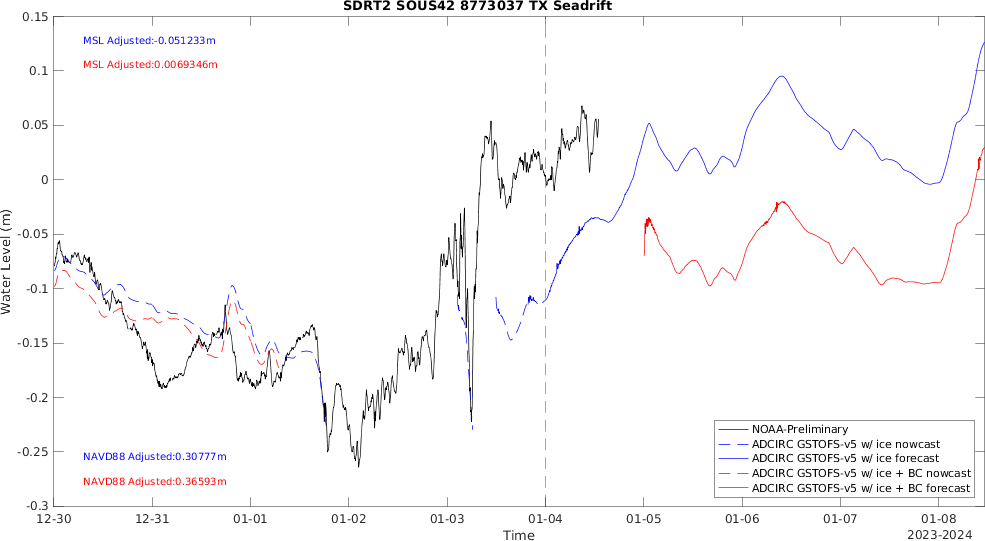 SDRT2 SOUS42 8773037 TX Seadrift
0.15
0.1
0.05
0
-0.05
-0.1
-0.15
-0.2
-0.25
-0.3
Water Level (m)
MSL Adjusted:-0.051233m
MSL Adjusted:0.0069346m
NAVD88 Adjusted:0.30777m
NAVD88 Adjusted:0.36593m
NOAA-Preliminary
ADCIRC GSTOFS-v5 w/ ice nowcast
ADCIRC GSTOFS-v5 w/ ice forecast
ADCIRC GSTOFS-v5 w/ ice + BC nowcast
ADCIRC GSTOFS-v5 w/ ice + BC forecast
12-30 12-31 01-01 01-02 01-03 01-04 01-05 01-06 01-07 01-08
Time
2023-2024